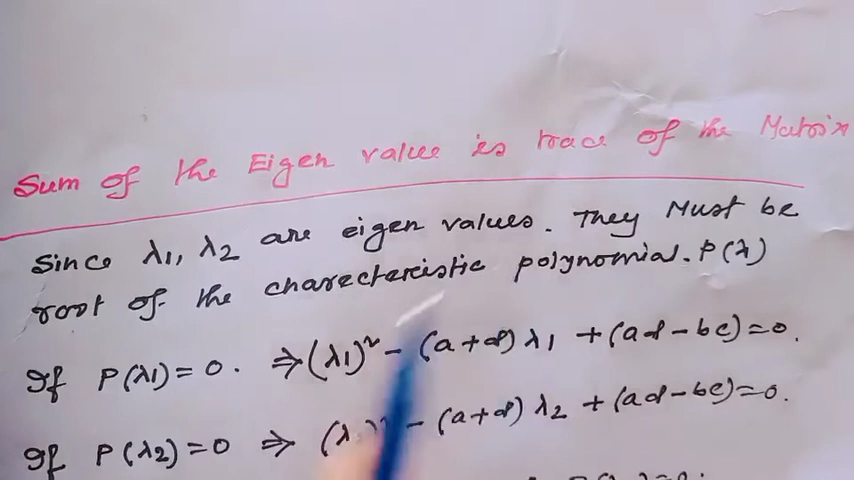 Sum of the Eigen value is trace of the Matrix
Since λ1, λ2 are eigen values. They Must be
root of the charectercistic polynomial. P(λ)
If P(λ1) = 0. ⇒ (λ1)² - (a+d) λ1 + (ad-bc) = 0.
If P(λ2) = 0 ⇒ (λ - (a+d) λ2 + (ad-bc) = 0.